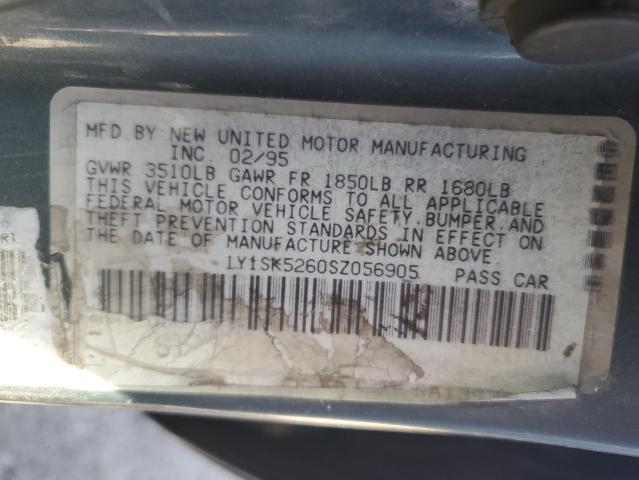 MFD.BY NEW UNITED MOTOR MANUFACTURING
INC. 02/95
GVWR 3510LB GAWR FR 1850LB RR 1680LB
THIS VEHICLE CONFORMS TO ALL APPLICABLE
FEDERAL MOTOR VEHICLE SAFETY,BUMPER,AND
THEFT PREVENTION STANDARDS IN EFFECT ON
THE DATE OF MANUFACTURE SHOWN ABOVE.
1Y1SK5260SZ056905 PASS CAR